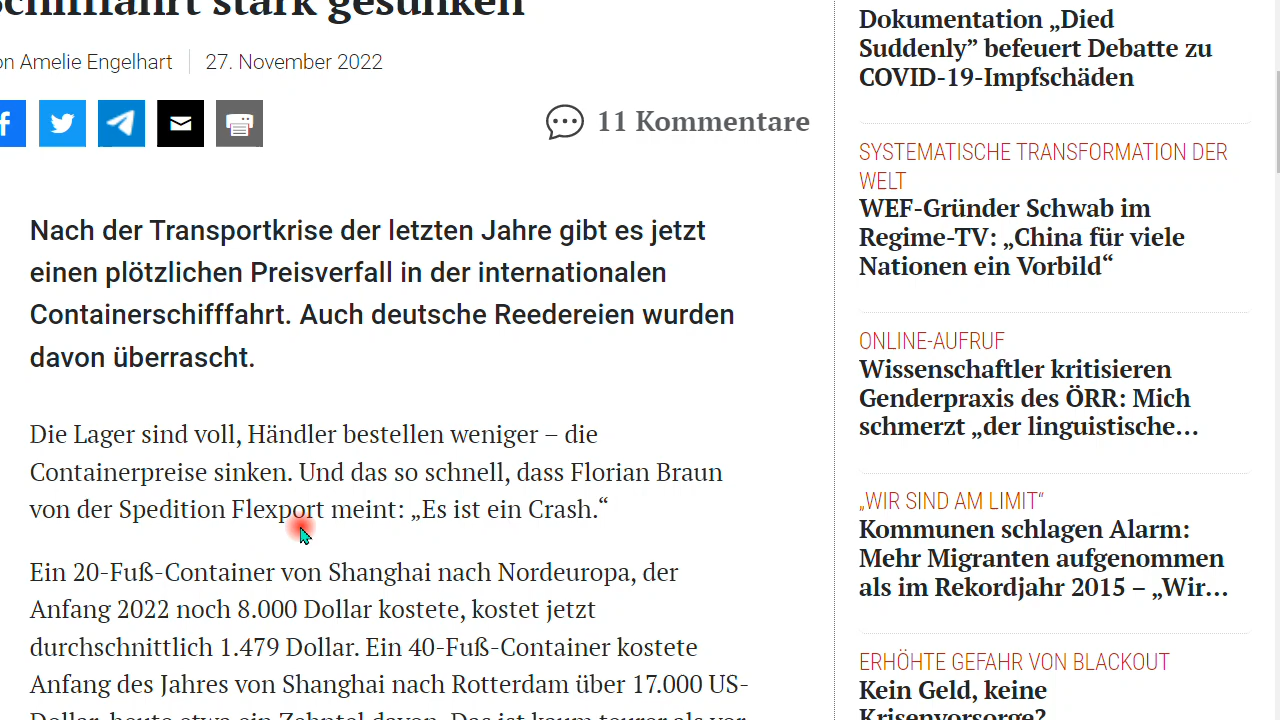 Schifffahrt stark gesunken
on Amelie Engelhart
27. November 2022
f
11 Kommentare
Nach der Transportkrise der letzten Jahre gibt es jetzt
einen plötzlichen Preisverfall in der internationalen
Containerschifffahrt. Auch deutsche Reedereien wurden
davon überrascht.
Die Lager sind voll, Händler bestellen weniger – die
Containerpreise sinken. Und das so schnell, dass Florian Braun
von der Spedition Flexport meint: „Es ist ein Crash.“
Ein 20-Fuß-Container von Shanghai nach Nordeuropa, der
Anfang 2022 noch 8.000 Dollar kostete, kostet jetzt
durchschnittlich 1.479 Dollar. Ein 40-Fuß-Container kostete
Anfang des Jahres von Shanghai nach Rotterdam über 17.000 US-
Dollar, heute etwa ein Zehntel davon. Das ist kaum teurer als vor
Dokumentation „Died
Suddenly” befeuert Debatte zu
COVID-19-Impfschäden
SYSTEMATISCHE TRANSFORMATION DER
WELT
WEF-Gründer Schwab im
Regime-TV: „China für viele
Nationen ein Vorbild“
ONLINE-AUFRUF
Wissenschaftler kritisieren
Genderpraxis des ÖRR: Mich
schmerzt „der linguistische…
„WIR SIND AM LIMIT“
Kommunen schlagen Alarm:
Mehr Migranten aufgenommen
als im Rekordjahr 2015 – „Wir…
ERHÖHTE GEFAHR VON BLACKOUT
Kein Geld, keine
Krisenvorsorge?